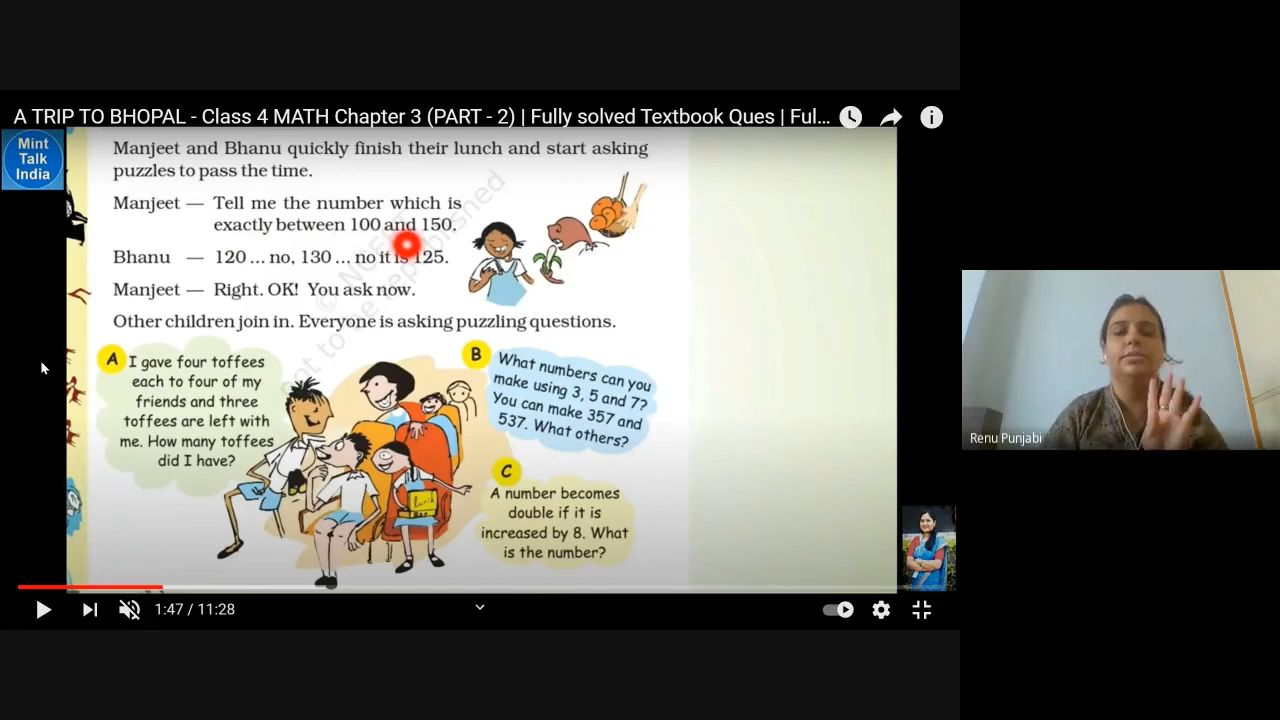 A TRIP TO BHOPAL - Class 4 MATH Chapter 3 (PART - 2) | Fully solved Textbook Ques | Ful...
Mint
Talk
India
Manjeet and Bhanu quickly finish their lunch and start asking
puzzles to pass the time.
Manjeet — Tell me the number which is
exactly between 100 and 150.
Bhanu — 120 ... no, 130 ... no it is 125.
Manjeet — Right. OK! You ask now.
Other children join in. Everyone is asking puzzling questions.
A
I gave four toffees
each to four of my
friends and three
toffees are left with
me. How many toffees
did I have?
B
What numbers can you
make using 3, 5 and 7?
You can make 357 and
537. What others?
C
A number becomes
double if it is
increased by 8. What
is the number?
Lunch
not to be republished
1:47 / 11:28
Renu Punjabi